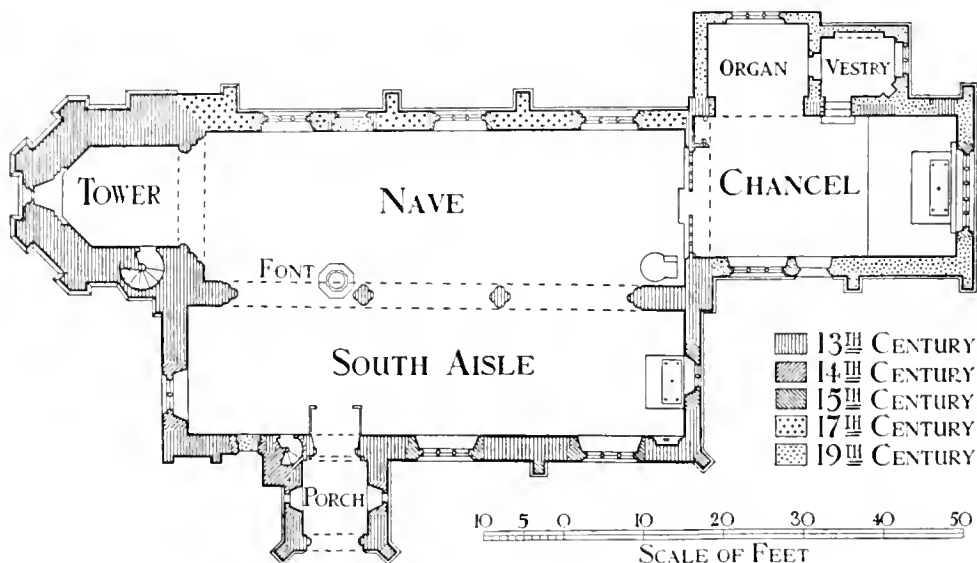 ORGAN
VESTRY
TOWER
NAVE
CHANCEL
FONT
SOUTH AISLE
13TH CENTURY
14TH CENTURY
15TH CENTURY
17TH CENTURY
19TH CENTURY
PORCH
10 5 0 10 20 30 40 50
SCALE OF FEET